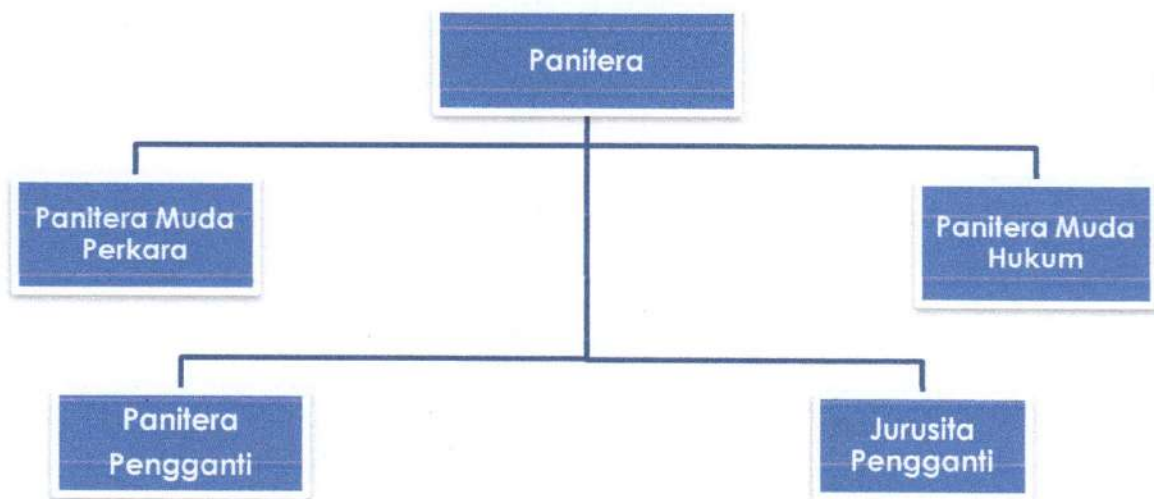 Panitera
Panitera Muda
Perkara
Panitera Muda
Hukum
Panitera
Pengganti
Jurusita
Pengganti